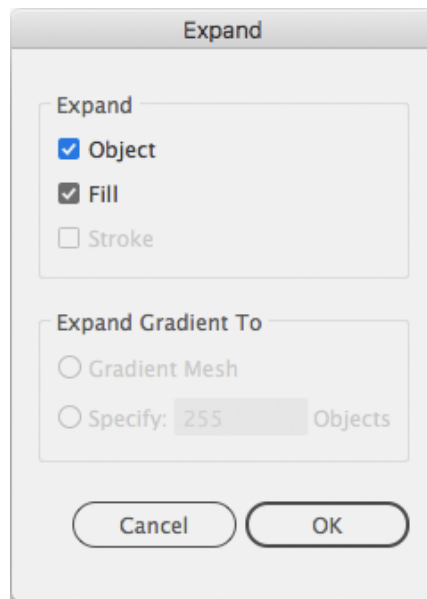 Expand
Expand
Object
Fill
Stroke
Expand Gradient To
Gradient Mesh
Specify: 255 Objects
Cancel OK